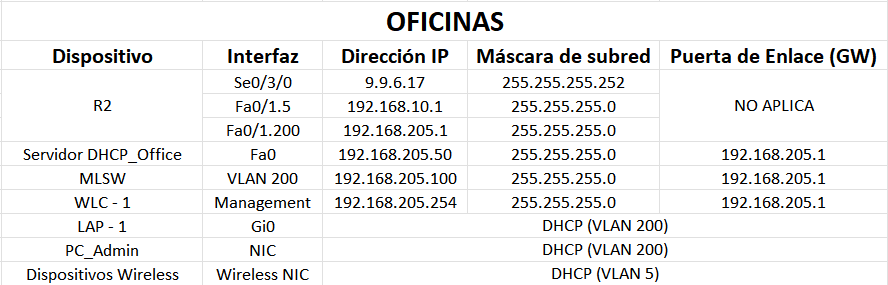 OFICINAS
Dispositivo Interfaz Dirección IP Máscara de subred Puerta de Enlace (GW)
R2 Se0/3/0 9.9.6.17 255.255.255.252 NO APLICA
Fa0/1.5 192.168.10.1 255.255.255.0
Fa0/1.200 192.168.205.1 255.255.255.0
Servidor DHCP_Office Fa0 192.168.205.50 255.255.255.0 192.168.205.1
MLSW VLAN 200 192.168.205.100 255.255.255.0 192.168.205.1
WLC - 1 Management 192.168.205.254 255.255.255.0 192.168.205.1
LAP - 1 Gi0 DHCP (VLAN 200)
PC_Admin NIC DHCP (VLAN 200)
Dispositivos Wireless Wireless NIC DHCP (VLAN 5)